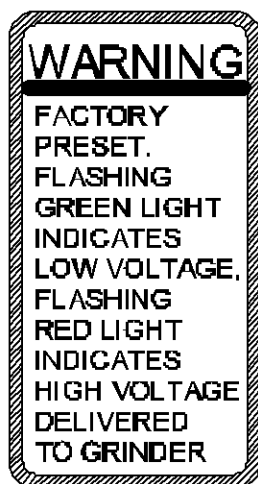 WARNING
FACTORY
PRESET.
FLASHING
GREEN LIGHT
INDICATES
LOW VOLTAGE,
FLASHING
RED LIGHT
INDICATES
HIGH VOLTAGE
DELIVERED
TO GRINDER